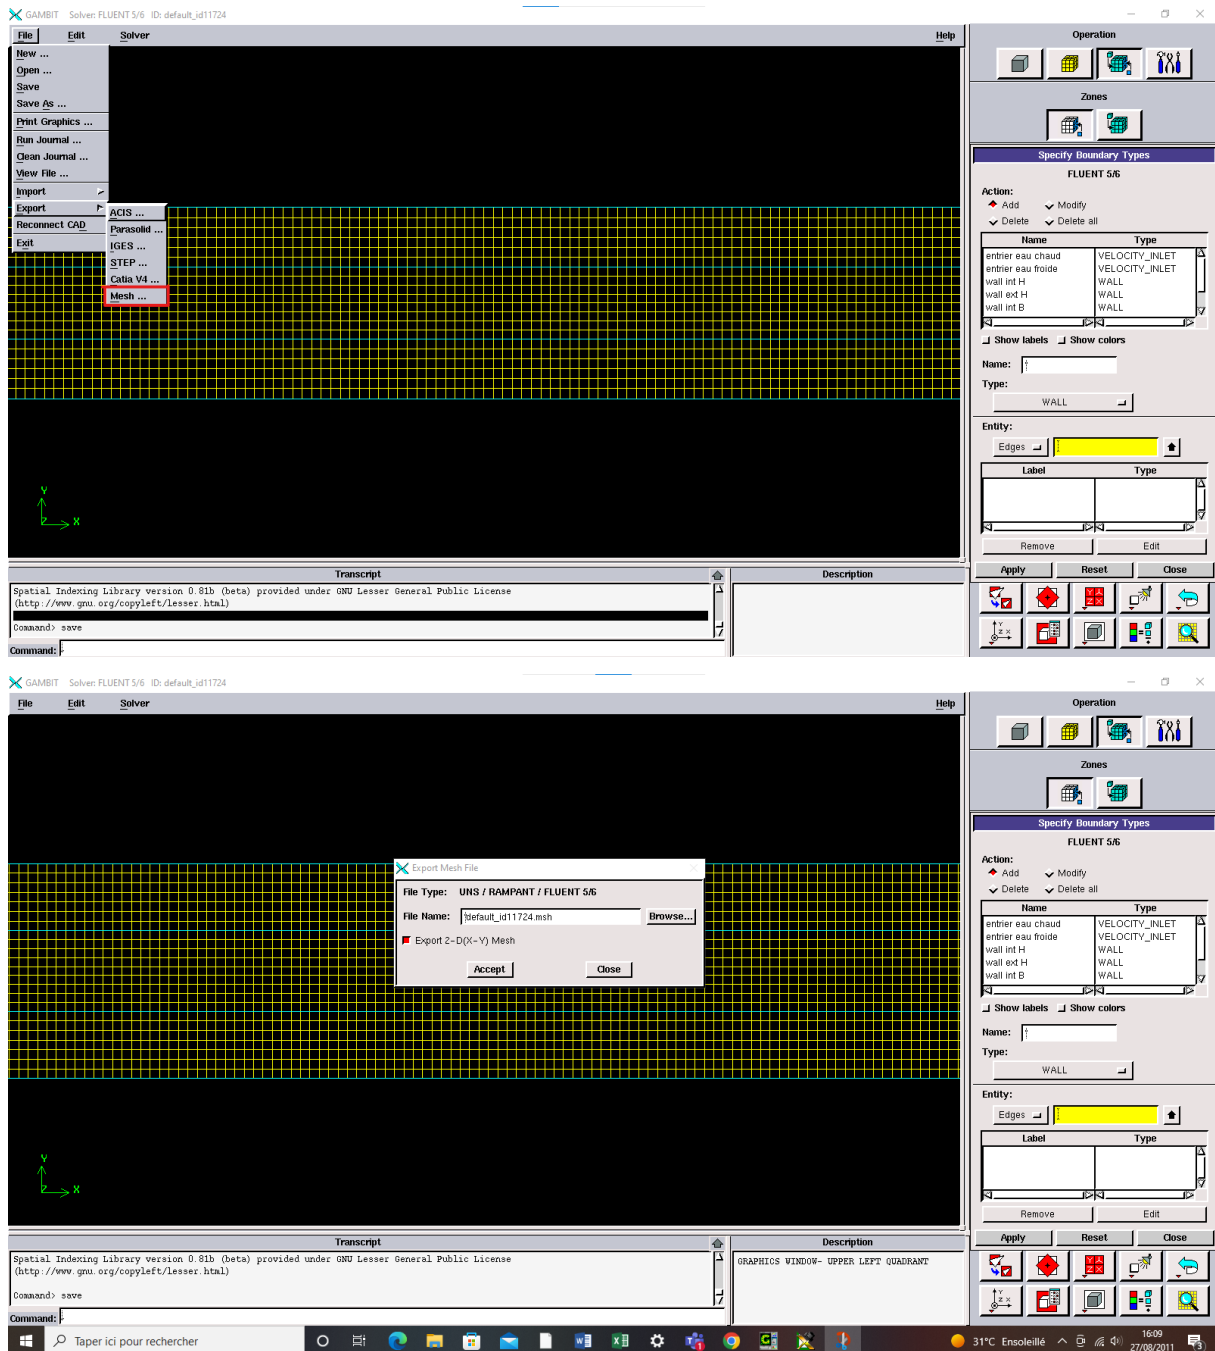 GAMBIT Solver: FLUENT 5/6 ID: default_id11724
File Edit Solver Help
New ...
Open ...
Save
Save As ...
Print Graphics ...
Run Journal ...
Clean Journal ...
View File ...
Import
Export
Reconnect CAD
Exit
ACIS ...
Parasolid ...
IGES ...
STEP ...
Catia V4 ...
Mesh ...
Y
Z X
Operation
Zones
Specify Boundary Types
FLUENT 5/6
Action:
Add Modify
Delete Delete all
Name Type
entrier eau chaud VELOCITY_INLET
entrier eau froide VELOCITY_INLET
wall int H WALL
wall ext H WALL
wall int B WALL
Show labels Show colors
Name:
Type:
WALL
Entity:
Edges
Label Type
Remove Edit
Apply Reset Close
Transcript
Spatial Indexing Library version 0.81b (beta) provided under GNU Lesser General Public License
(http://www.gnu.org/copyleft/lesser.html)
Command> save
Command:
Description
GAMBIT Solver: FLUENT 5/6 ID: default_id11724
File Edit Solver Help
Export Mesh File
File Type: UNS / RAMPANT / FLUENT 5/6
File Name: default_id11724.msh Browse...
Export 2-D(X-Y) Mesh
Accept Close
Y
Z X
Operation
Zones
Specify Boundary Types
FLUENT 5/6
Action:
Add Modify
Delete Delete all
Name Type
entrier eau chaud VELOCITY_INLET
entrier eau froide VELOCITY_INLET
wall int H WALL
wall ext H WALL
wall int B WALL
Show labels Show colors
Name:
Type:
WALL
Entity:
Edges
Label Type
Remove Edit
Apply Reset Close
Transcript
Spatial Indexing Library version 0.81b (beta) provided under GNU Lesser General Public License
(http://www.gnu.org/copyleft/lesser.html)
Command> save
Command:
Description
GRAPHICS WINDOW- UPPER LEFT QUADRANT
Taper ici pour rechercher
31°C Ensoleillé
16:09
27/08/2011